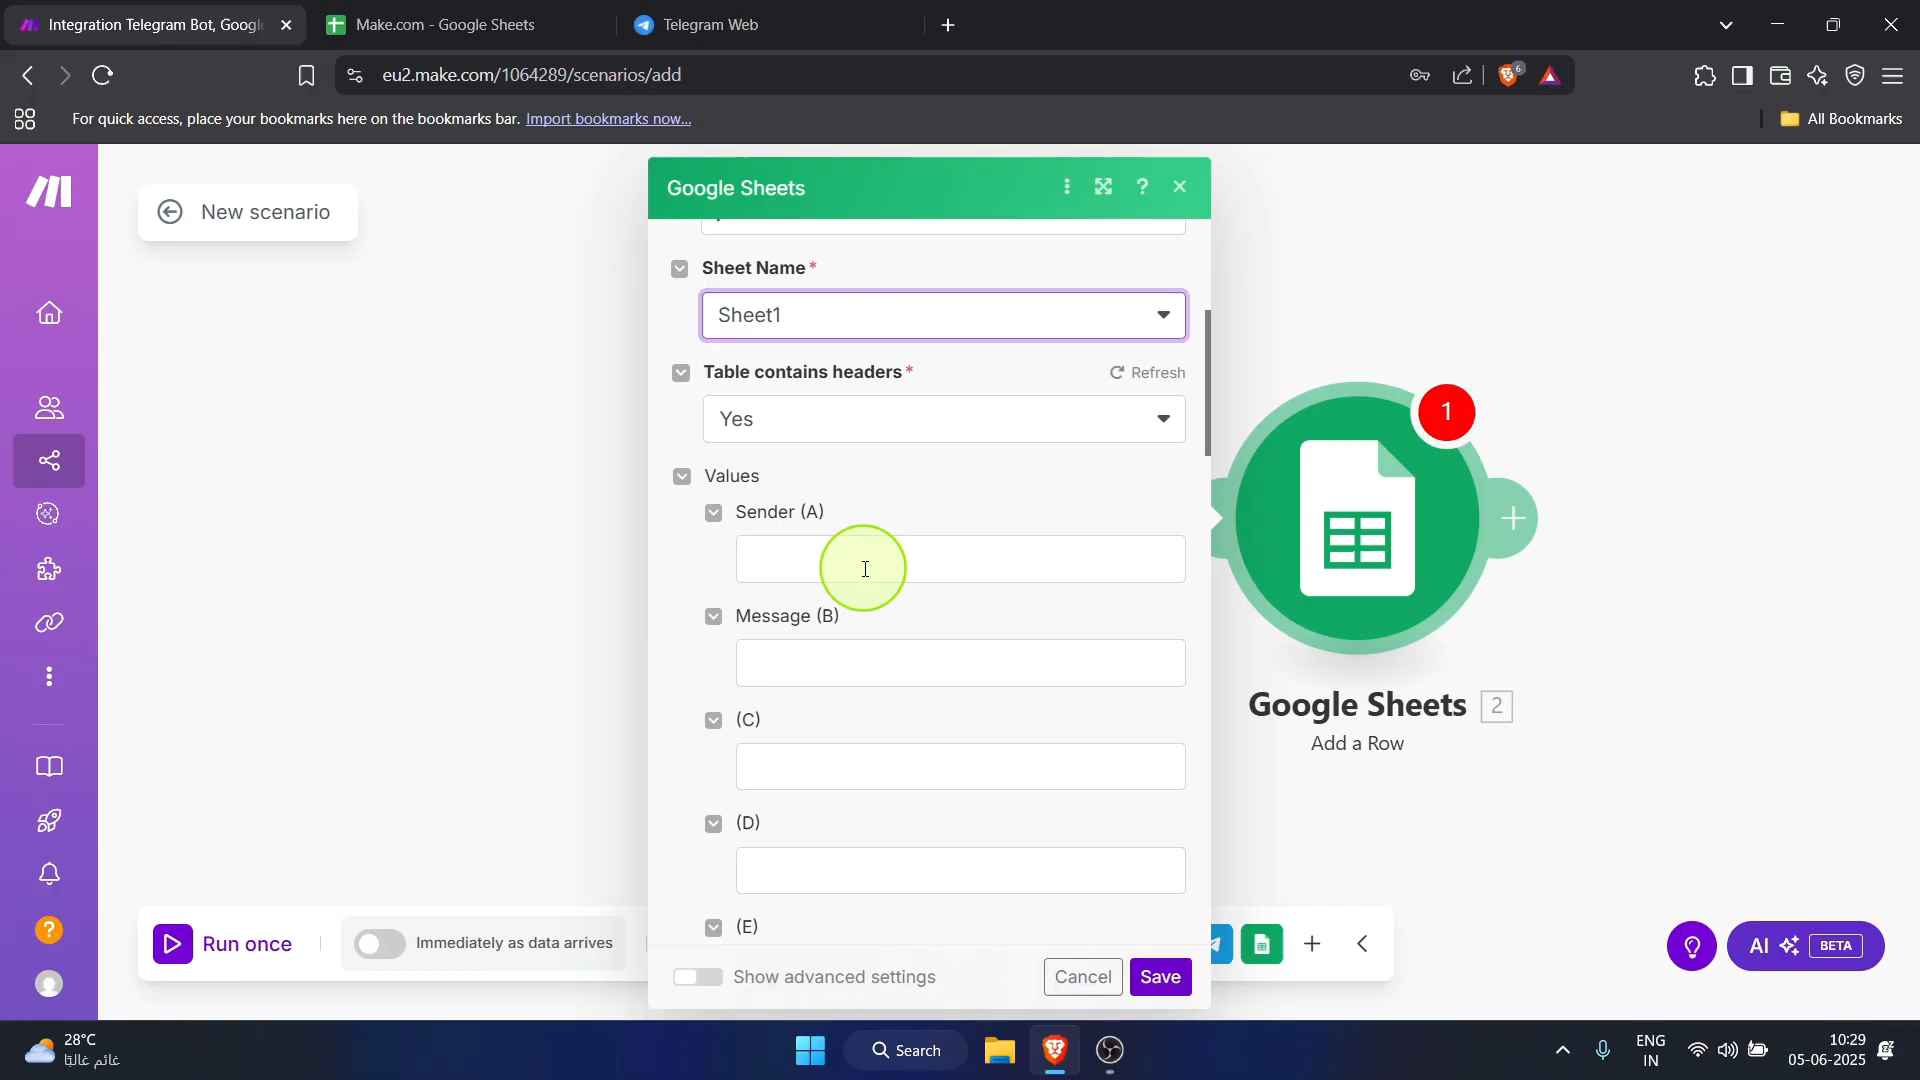 Integration Telegram Bot, Googl
Make.com - Google Sheets
Telegram Web
eu2.make.com/1064289/scenarios/add
6
For quick access, place your bookmarks here on the bookmarks bar. Import bookmarks now...
All Bookmarks
New scenario
Google Sheets
Sheet Name*
Sheet1
Table contains headers*
Refresh
Yes
Values
Sender (A)
Message (B)
(C)
(D)
(E)
1
Google Sheets 2
Add a Row
Run once
Immediately as data arrives
Show advanced settings
Cancel
Save
AI
BETA
28°C
غائم غالبًا
Search
ENG
IN
10:29
05-06-2025